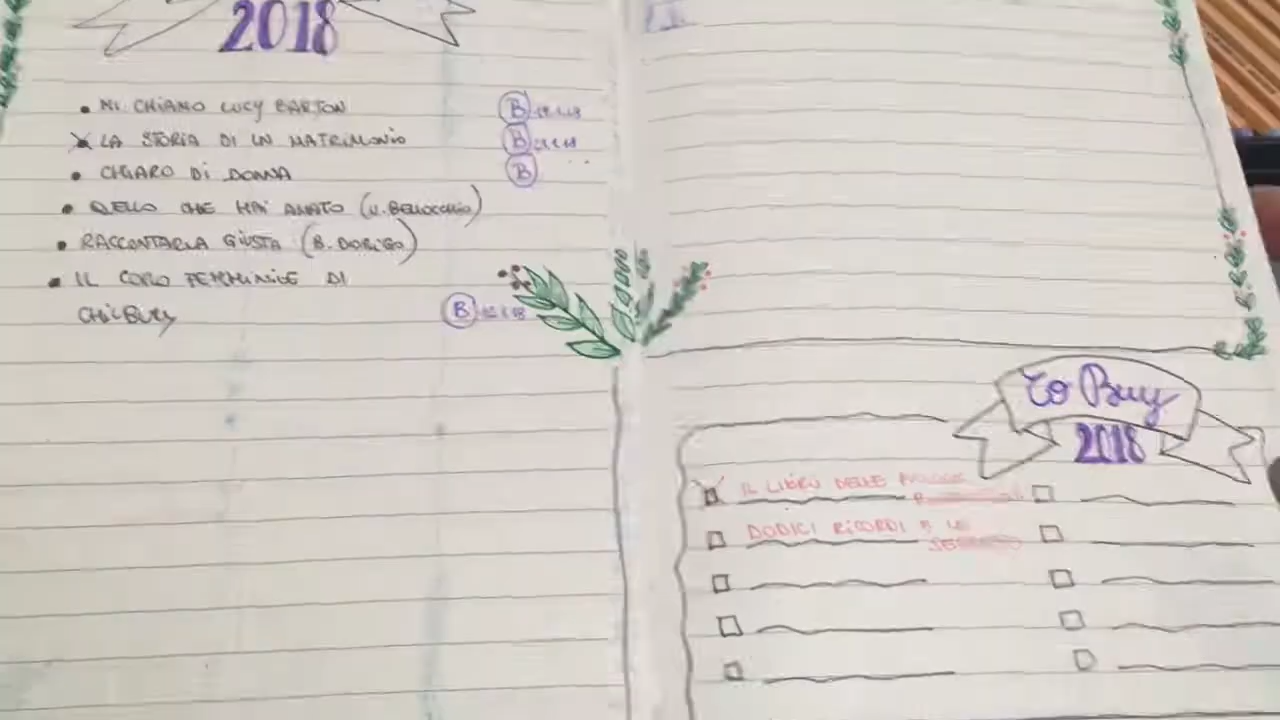 2018
MI CHIAMO LUCY BARTON B
LA STORIA DI UN MATRIMONIO B
CHIARO DI DONNA B
QUELLO CHE HAI AMATO (V. BELLOCCHIO)
RACCONTARLA GIUSTA (B. DORIGO)
IL CORO FEMMINILE DI
CHILBURY B
To Buy
2018
IL LIBRO DELLE
DODICI RICORDI E UN